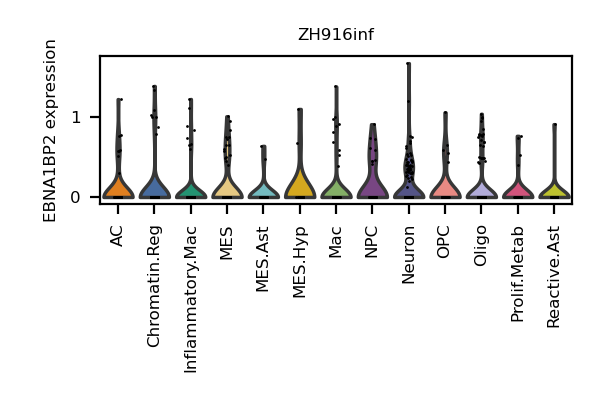 ZH916inf
EBNA1BP2 expression
1
0
AC
Chromatin.Reg
Inflammatory.Mac
MES
MES.Ast
MES.Hyp
Mac
NPC
Neuron
OPC
Oligo
Prolif.Metab
Reactive.Ast